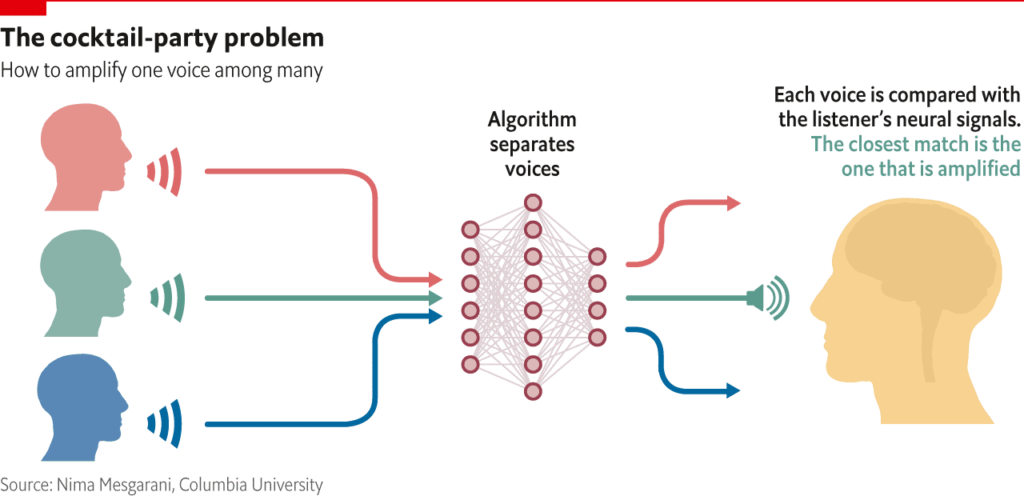 The cocktail-party problem
How to amplify one voice among many
Algorithm
separates
voices
Each voice is compared with
the listener’s neural signals.
The closest match is the
one that is amplified
Source: Nima Mesgarani, Columbia University